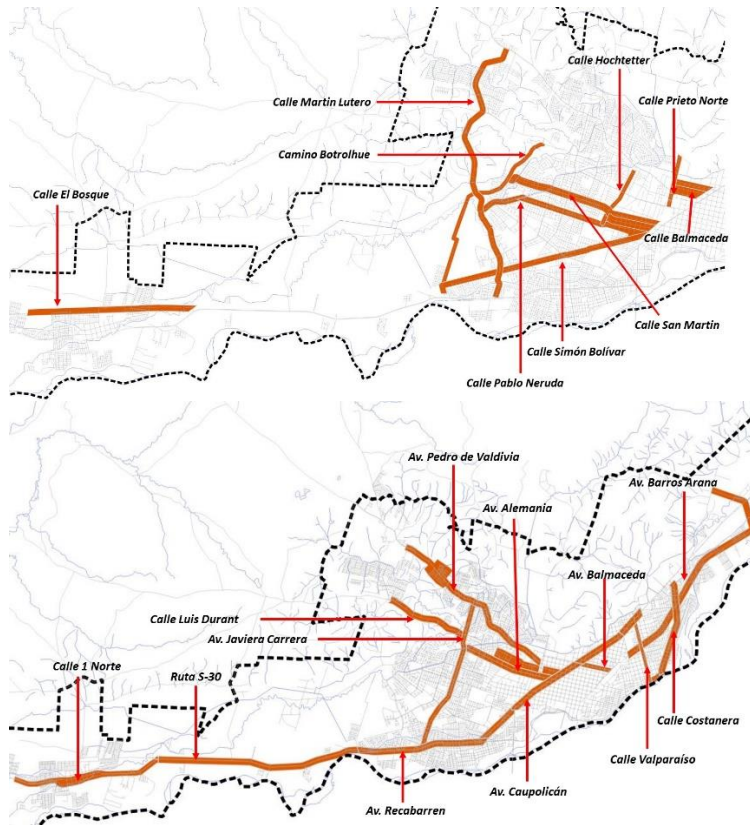 Calle Hochtetter
Calle Prieto Norte
Calle Martin Lutero
Camino Botrolhue
Calle El Bosque
Calle Balmaceda
Calle San Martin
Calle Simón Bolívar
Calle Pablo Neruda
Av. Pedro de Valdivia
Av. Barros Arana
Av. Alemania
Av. Balmaceda
Calle Luis Durant
Av. Javiera Carrera
Calle 1 Norte
Ruta S-30
Calle Costanera
Calle Valparaíso
Av. Caupolicán
Av. Recabarren